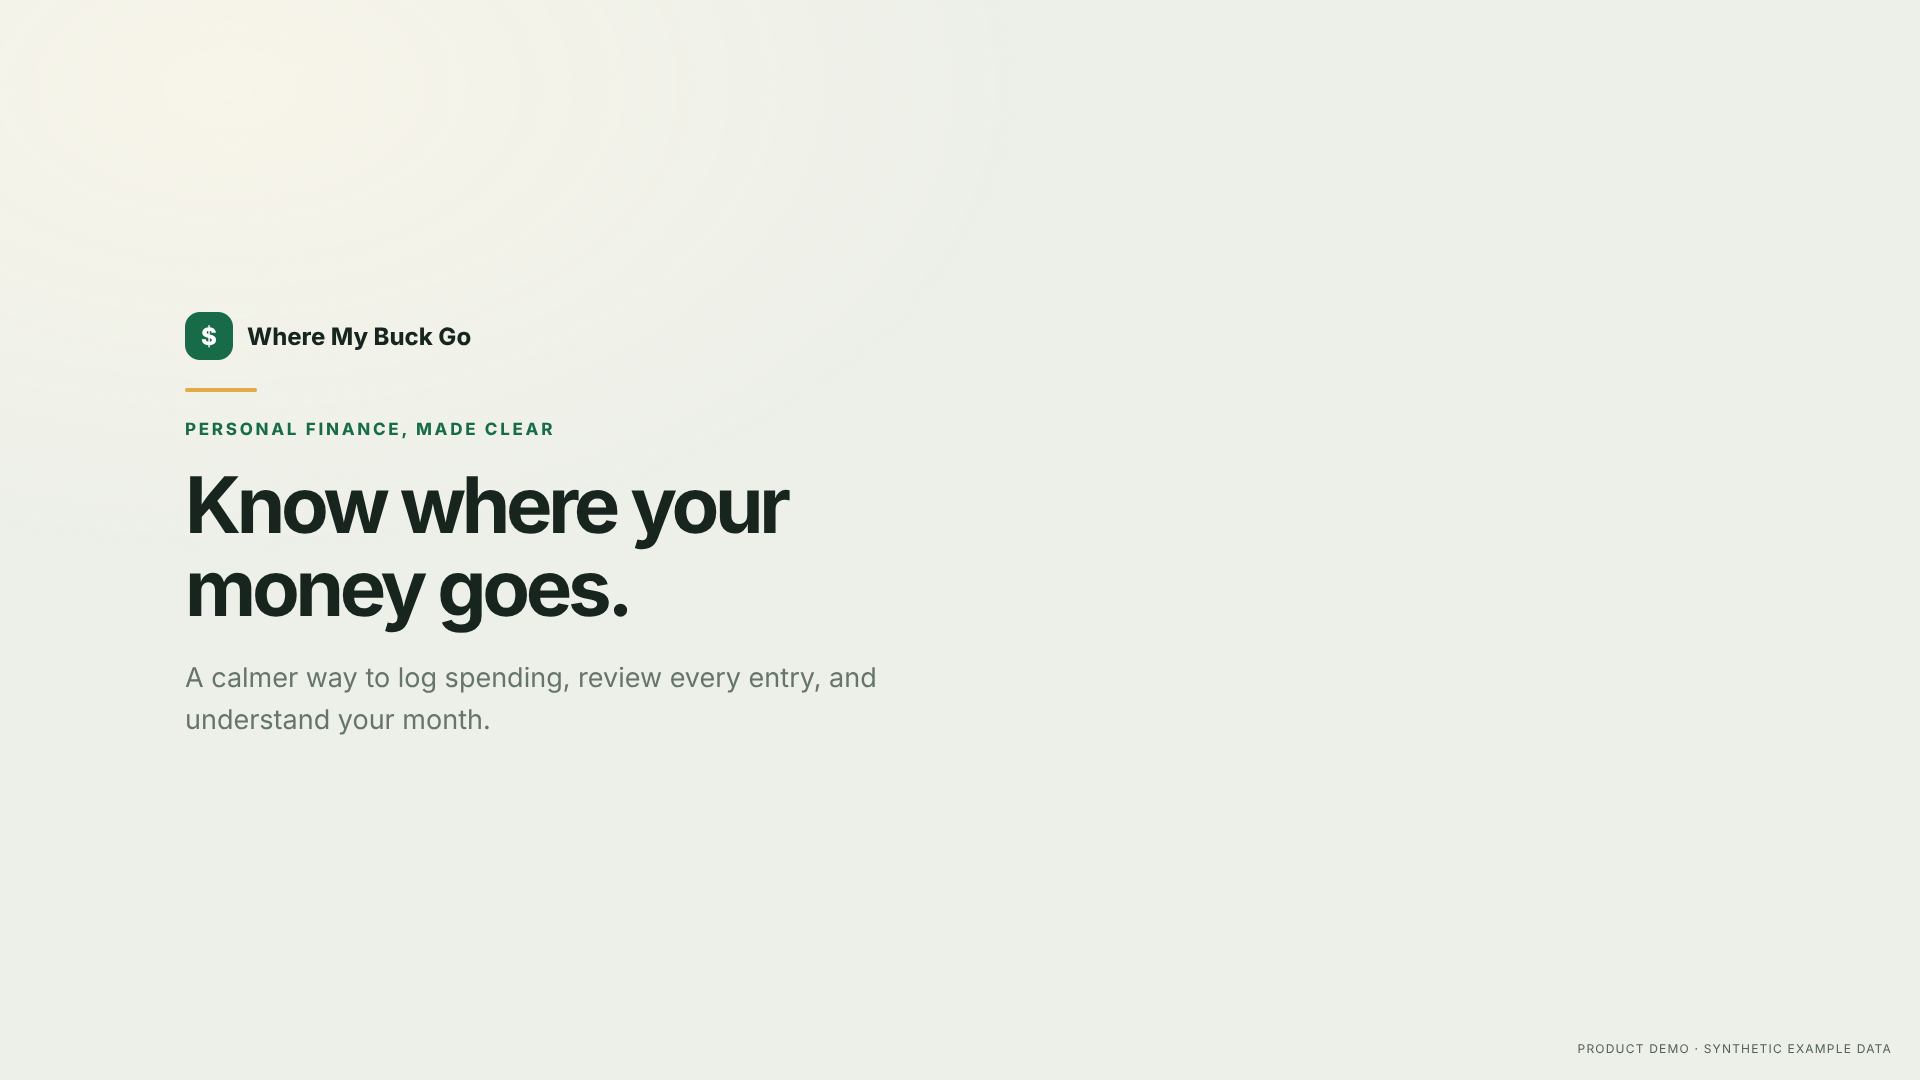 $ Where My Buck Go
PERSONAL FINANCE, MADE CLEAR
Know where your
money goes.
A calmer way to log spending, review every entry, and
understand your month.
PRODUCT DEMO · SYNTHETIC EXAMPLE DATA